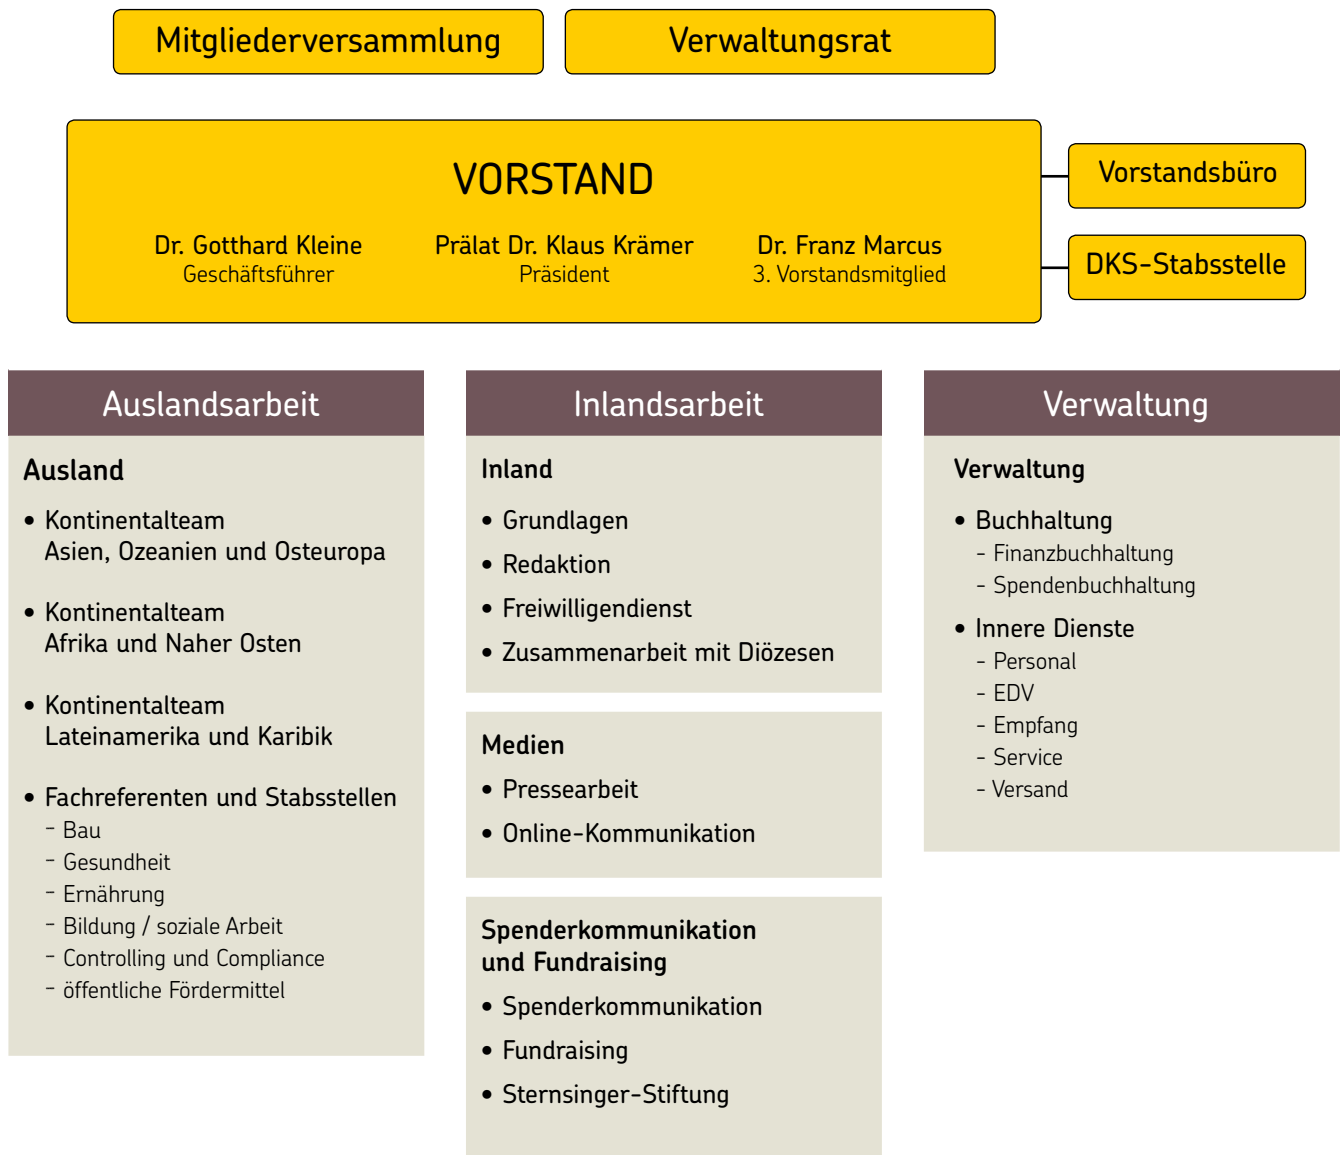 Mitgliederversammlung
Verwaltungsrat
VORSTAND
Dr. Gotthard Kleine
Geschäftsführer
Prälat Dr. Klaus Krämer
Präsident
Dr. Franz Marcus
3. Vorstandsmitglied
Vorstandsbüro
DKS-Stabsstelle
Auslandsarbeit
Ausland
• Kontinentalteam
Asien, Ozeanien und Osteuropa
• Kontinentalteam
Afrika und Naher Osten
• Kontinentalteam
Lateinamerika und Karibik
• Fachreferenten und Stabsstellen
- Bau
- Gesundheit
- Ernährung
- Bildung / soziale Arbeit
- Controlling und Compliance
- öffentliche Fördermittel
Inlandsarbeit
Inland
• Grundlagen
• Redaktion
• Freiwilligendienst
• Zusammenarbeit mit Diözesen
Medien
• Pressearbeit
• Online-Kommunikation
Spenderkommunikation
und Fundraising
• Spenderkommunikation
• Fundraising
• Sternsinger-Stiftung
Verwaltung
Verwaltung
• Buchhaltung
- Finanzbuchhaltung
- Spendenbuchhaltung
• Innere Dienste
- Personal
- EDV
- Empfang
- Service
- Versand